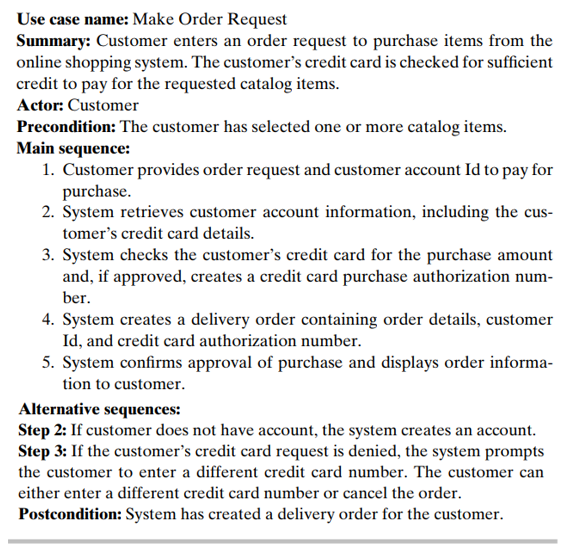 Use case name: Make Order Request
Summary: Customer enters an order request to purchase items from the
online shopping system. The customer's credit card is checked for sufficient
credit to pay for the requested catalog items.
Actor: Customer
Precondition: The customer has selected one or more catalog items.
Main sequence:
1. Customer provides order request and customer account Id to pay for
purchase.
2. System retrieves customer account information, including the cus-
tomer's credit card details.
3. System checks the customer's credit card for the purchase amount
and, if approved, creates a credit card purchase authorization num-
ber.
4. System creates a delivery order containing order details, customer
Id, and credit card authorization number.
5. System confirms approval of purchase and displays order informa-
tion to customer.
Alternative sequences:
Step 2: If customer does not have account, the system creates an account.
Step 3: If the customer's credit card request is denied, the system prompts
the customer to enter a different credit card number. The customer can
either enter a different credit card number or cancel the order.
Postcondition: System has created a delivery order for the customer.